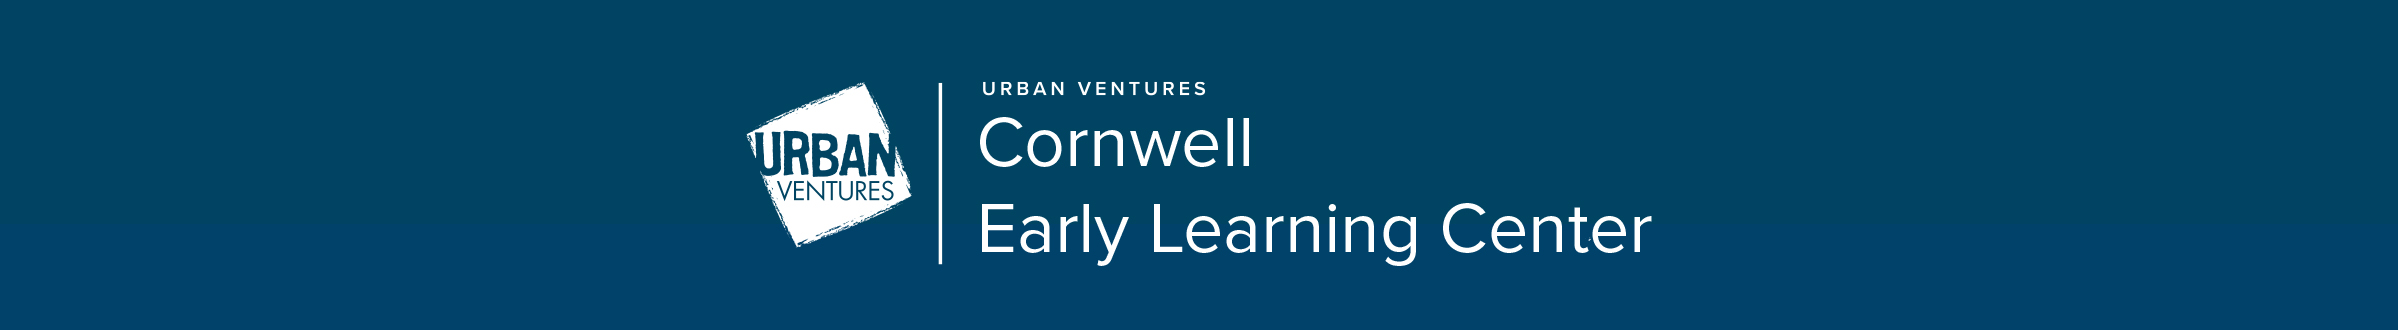 URBAN
VENTURES
URBAN VENTURES
Cornwell
Early Learning Center